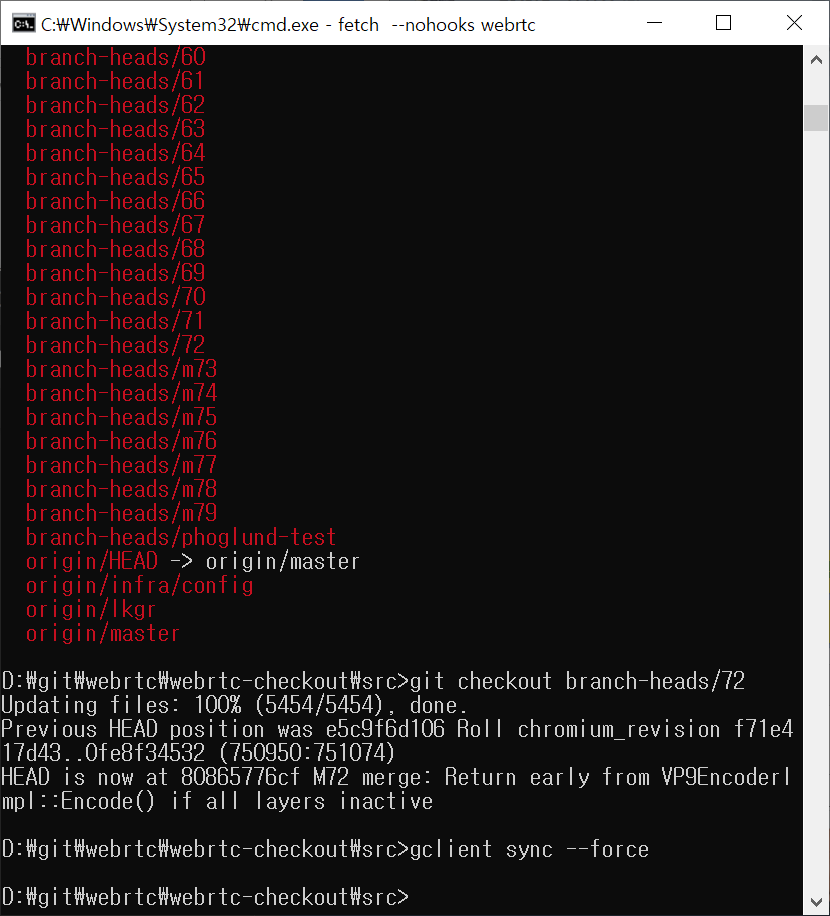 C:₩Windows₩System32₩cmd.exe - fetch  --nohooks webrtc
branch-heads/60
branch-heads/61
branch-heads/62
branch-heads/63
branch-heads/64
branch-heads/65
branch-heads/66
branch-heads/67
branch-heads/68
branch-heads/69
branch-heads/70
branch-heads/71
branch-heads/72
branch-heads/m73
branch-heads/m74
branch-heads/m75
branch-heads/m76
branch-heads/m77
branch-heads/m78
branch-heads/m79
branch-heads/phoglund-test
origin/HEAD -> origin/master
origin/infra/config
origin/lkgr
origin/master
D:₩git₩webrtc₩webrtc-checkout₩src>git checkout branch-heads/72
Updating files: 100% (5454/5454), done.
Previous HEAD position was e5c9f6d106 Roll chromium_revision f71e4
17d43..0fe8f34532 (750950:751074)
HEAD is now at 80865776cf M72 merge: Return early from VP9EncoderI
mpl::Encode() if all layers inactive
D:₩git₩webrtc₩webrtc-checkout₩src>gclient sync --force
D:₩git₩webrtc₩webrtc-checkout₩src>